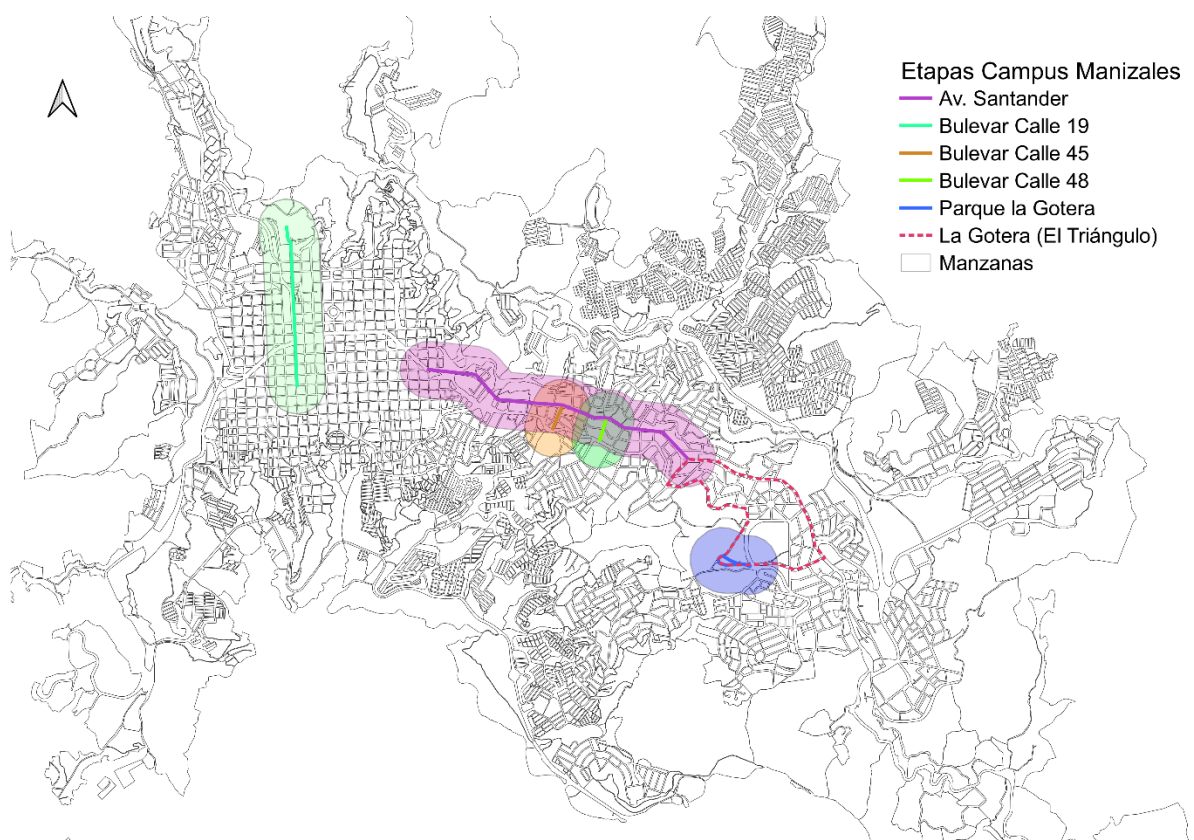 Etapas Campus Manizales
Av. Santander
Bulevar Calle 19
Bulevar Calle 45
Bulevar Calle 48
Parque la Gotera
La Gotera (El Triángulo)
Manzanas